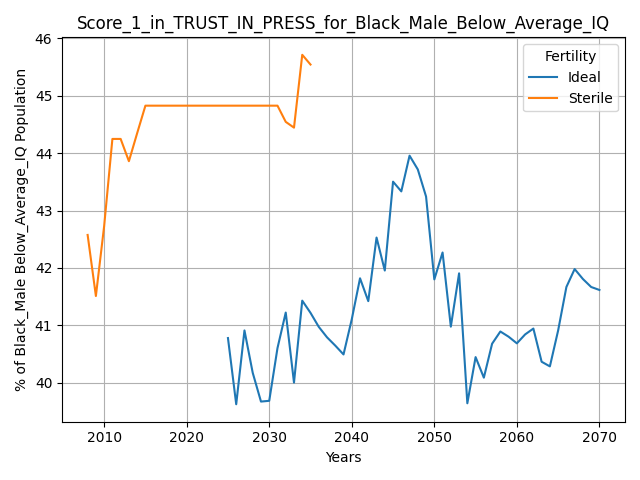 Score_1_in_TRUST_IN_PRESS_for_Black_Male_Below_Average_IQ
% of Black_Male Below_Average_IQ Population
46
45
44
43
42
41
40
Fertility
Ideal
Sterile
2010 2020 2030 2040 2050 2060 2070
Years